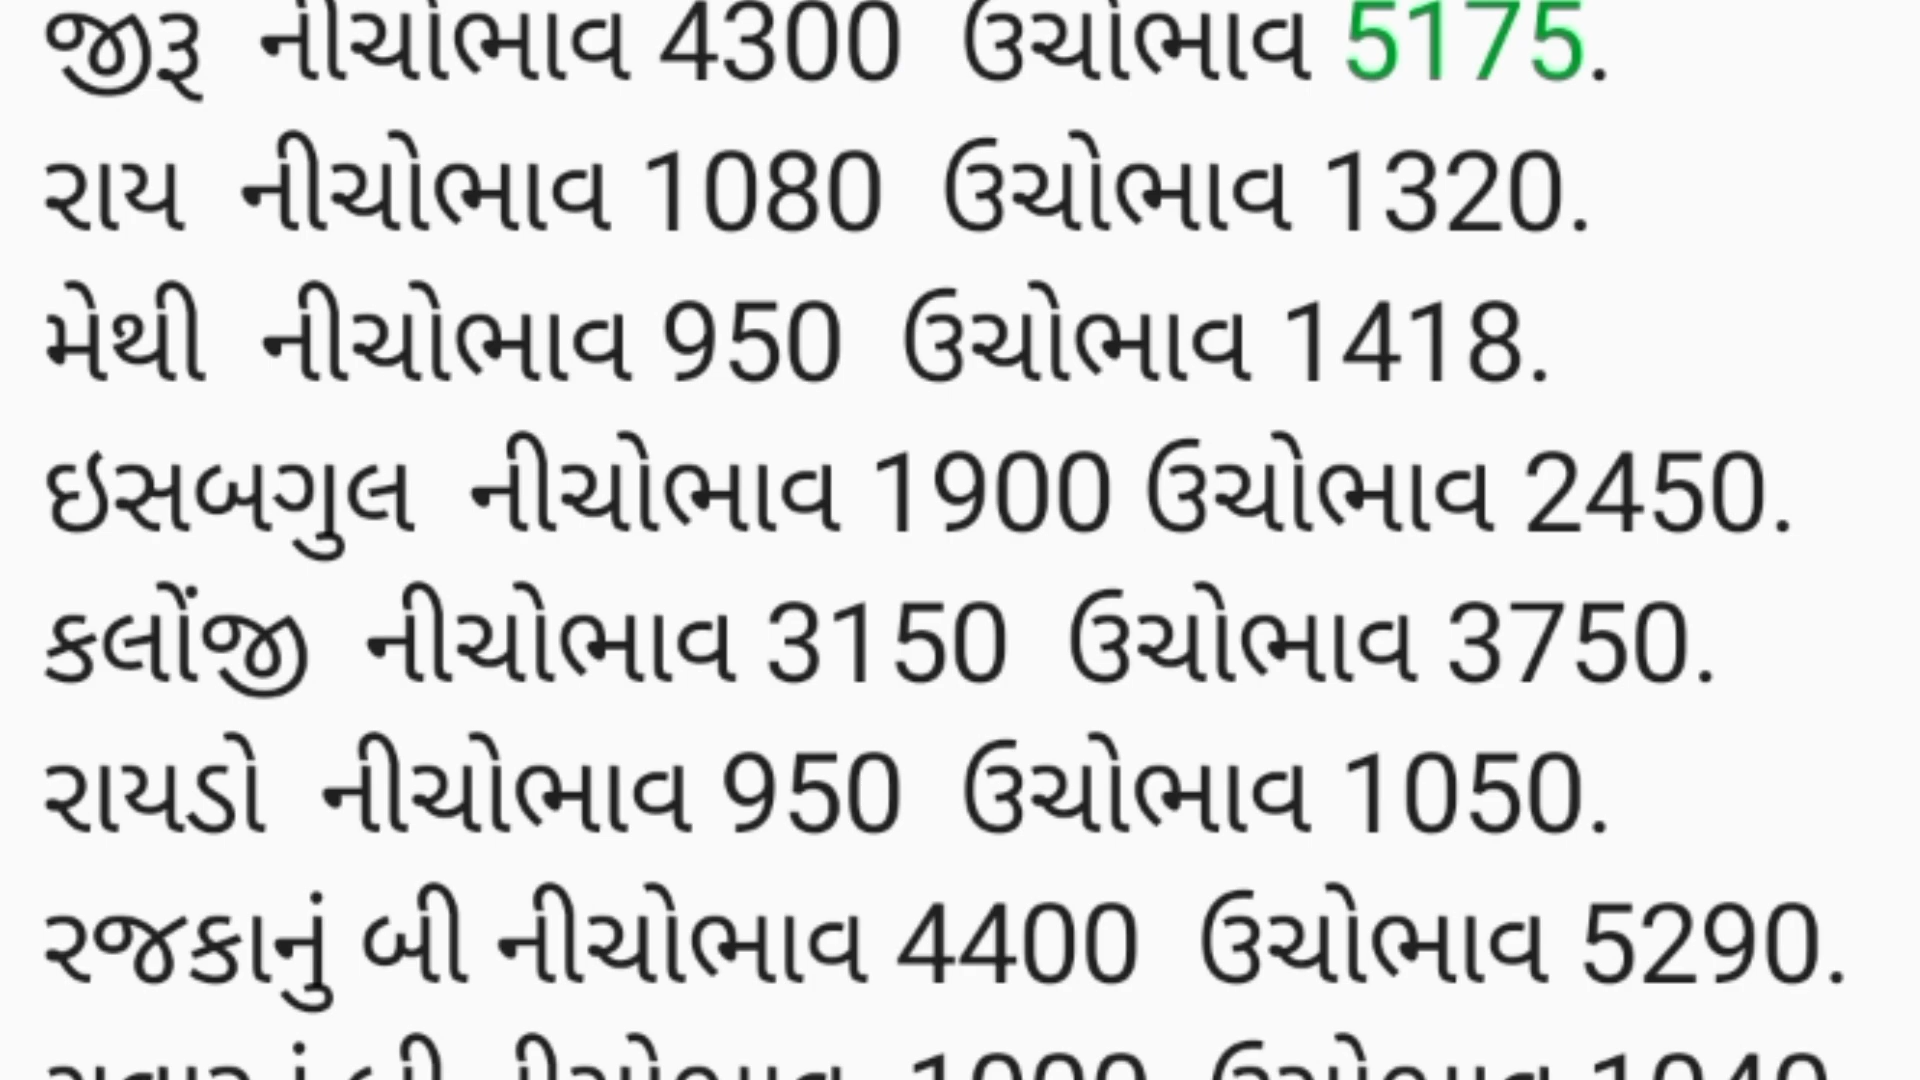 જીરૂ નીચોભાવ 4300 ઉચોભાવ 5175.
રાય નીચોભાવ 1080 ઉચોભાવ 1320.
મેથી નીચોભાવ 950 ઉચોભાવ 1418.
ઇસબગુલ નીચોભાવ 1900 ઉચોભાવ 2450.
કલોંજી નીચોભાવ 3150 ઉચોભાવ 3750.
રાયડો નીચોભાવ 950 ઉચોભાવ 1050.
રજકાનું બી નીચોભાવ 4400 ઉચોભાવ 5290.
બી નીચોભાવ ઉચોભાવ